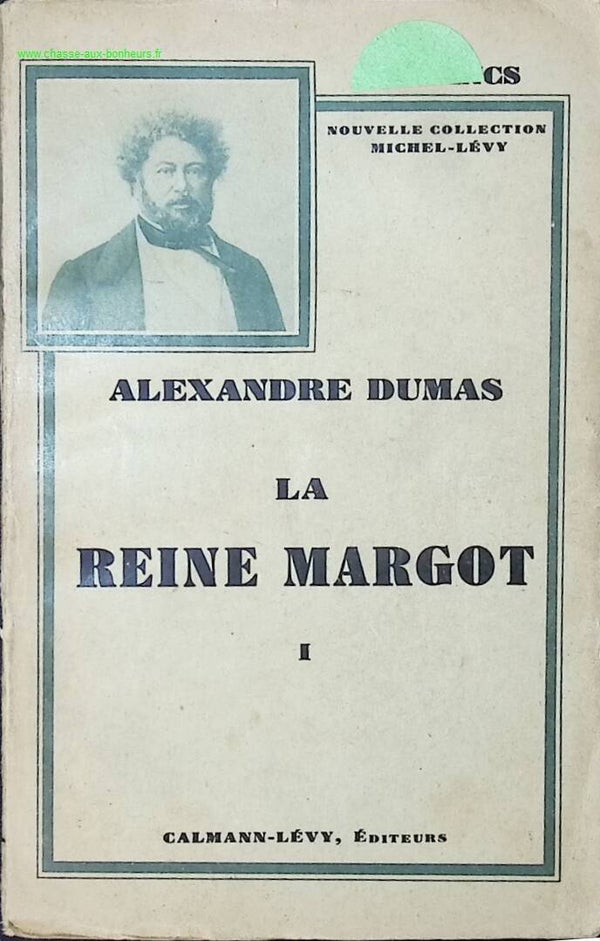 www.chasse-aux-bonheurs.fr
NOUVELLE COLLECTION
MICHEL-LÉVY
ALEXANDRE DUMAS
LA
REINE MARGOT
I
CALMANN-LÉVY, ÉDITEURS